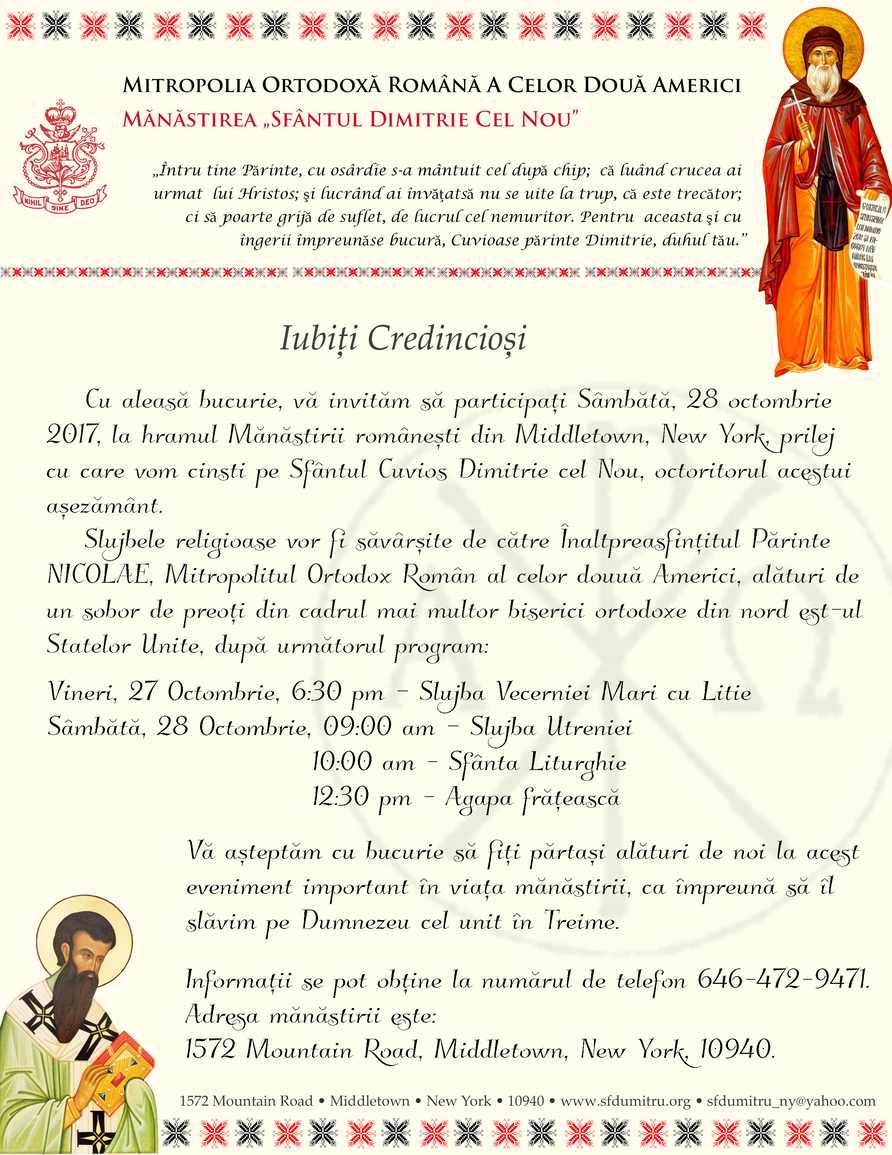 MITROPOLIA ORTODOXĂ ROMÂNĂ A CELOR DOUĂ AMERICI
MĂNĂSTIREA „SFÂNTUL DIMITRIE CEL NOU”
NIHIL SINE DEO
„Întru tine Părinte, cu osârdie s-a mântuit cel după chip; că luând crucea ai
urmat lui Hristos; și lucrând ai învățatsă nu se uite la trup, că este trecător;
ci să poarte grijă de suflet, de lucrul cel nemuritor. Pentru aceasta și cu
îngerii împreunăse bucură, Cuvioase părinte Dimitrie, duhul tău.”
Iubiți Credincioși
Cu aleasă bucurie, vă invităm să participați Sâmbătă, 28 octombrie
2017, la hramul Mănăstirii românești din Middletown, New York, prilej
cu care vom cinsti pe Sfântul Cuvios Dimitrie cel Nou, octoritorul acestui
așezământ.
Slujbele religioase vor fi săvârșite de către Înaltpreasfințitul Părinte
NICOLAE, Mitropolitul Ortodox Român al celor douuă Americi, alături de
un sobor de preoți din cadrul mai multor biserici ortodoxe din nord est-ul
Statelor Unite, după următorul program:
Vineri, 27 Octombrie, 6:30 pm - Slujba Vecerniei Mari cu Litie
Sâmbătă, 28 Octombrie, 09:00 am - Slujba Utreniei
10:00 am - Sfânta Liturghie
12:30 pm - Agapa frățească
Vă așteptăm cu bucurie să fiți părtași alături de noi la acest
eveniment important în viața mănăstirii, ca împreună să îl
slăvim pe Dumnezeu cel unit în Treime.
Informații se pot obține la numărul de telefon 646-472-9471.
Adresa mănăstirii este:
1572 Mountain Road, Middletown, New York, 10940.
1572 Mountain Road • Middletown • New York • 10940 • www.sfdumitru.org • sfdumitru_ny@yahoo.com